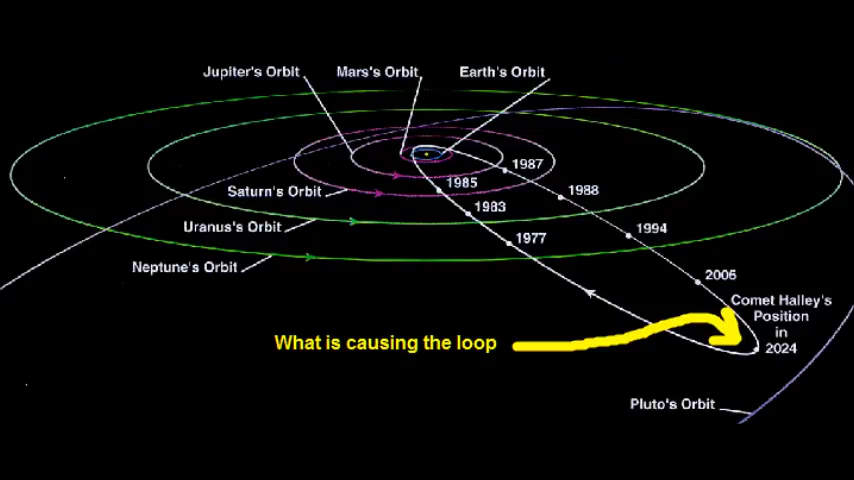 Jupiter's Orbit
Mars's Orbit
Earth's Orbit
1987
1985
1988
Saturn's Orbit
1983
Uranus's Orbit
1994
1977
Neptune's Orbit
2005
Comet Halley's
Position
in
2024
What is causing the loop
Pluto's Orbit